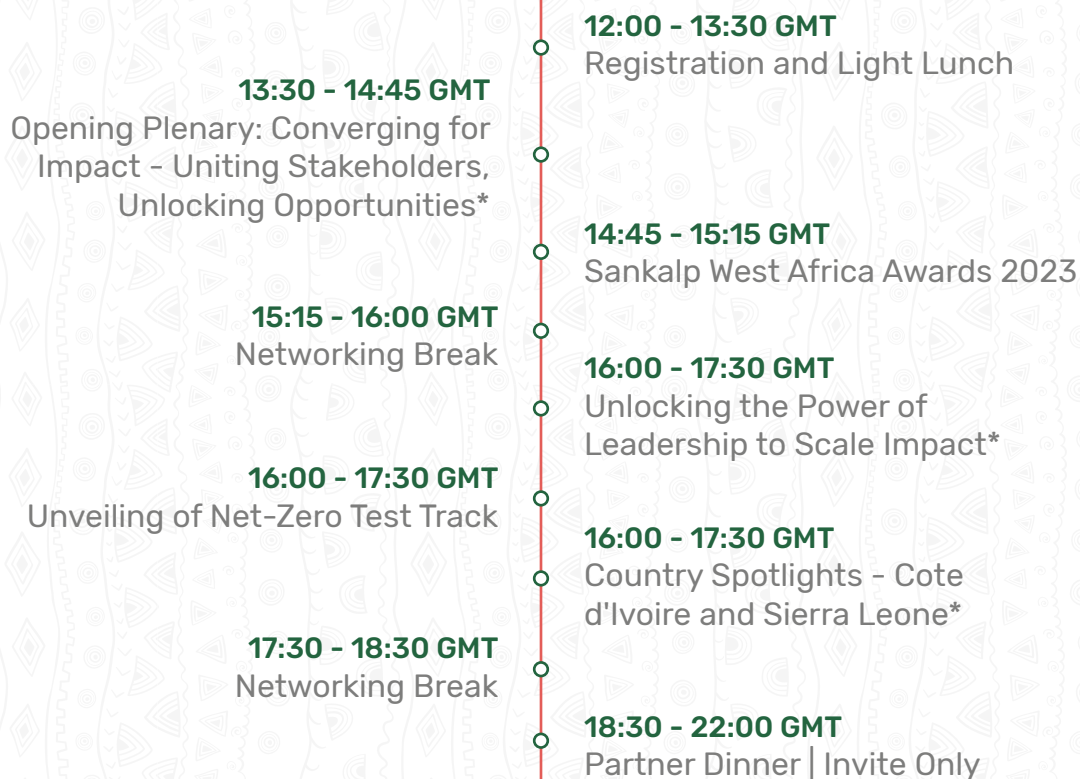 12:00 - 13:30 GMT
Registration and Light Lunch
13:30 - 14:45 GMT
Opening Plenary: Converging for
Impact - Uniting Stakeholders,
Unlocking Opportunities*
14:45 - 15:15 GMT
Sankalp West Africa Awards 2023
15:15 - 16:00 GMT
Networking Break
16:00 - 17:30 GMT
Unlocking the Power of
Leadership to Scale Impact*
16:00 - 17:30 GMT
Unveiling of Net-Zero Test Track
16:00 - 17:30 GMT
Country Spotlights - Cote
d'Ivoire and Sierra Leone*
17:30 - 18:30 GMT
Networking Break
18:30 - 22:00 GMT
Partner Dinner | Invite Only